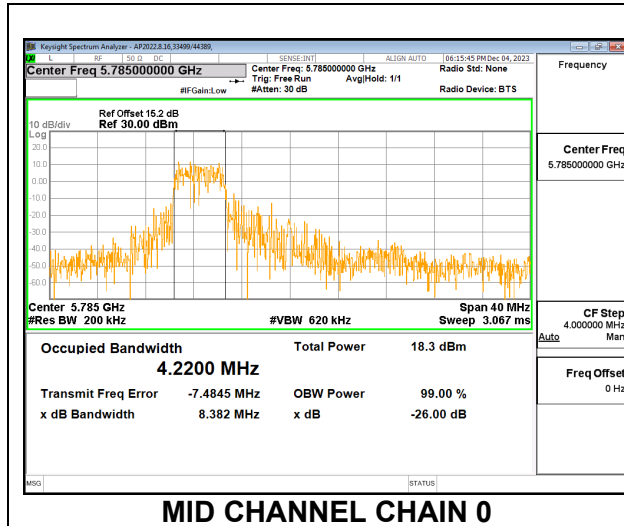 Keysight Spectrum Analyzer - AP2022.8.16,33499/44389,
L RF 50 Ω DC SENSE:INT ALIGN AUTO 06:15:45 PM Dec 04, 2023
Center Freq 5.785000000 GHz Center Freq: 5.785000000 GHz Radio Std: None Frequency
Trig: Free Run Avg|Hold: 1/1
#IFGain:Low #Atten: 30 dB Radio Device: BTS
Ref Offset 15.2 dB
10 dB/div Ref 30.00 dBm
Log
20.0
10.0
0.00
-10.0
-20.0
-30.0
-40.0
-50.0
-60.0
Center 5.785 GHz Span 40 MHz
#Res BW 200 kHz #VBW 620 kHz Sweep 3.067 ms
Occupied Bandwidth Total Power 18.3 dBm
4.2200 MHz
Transmit Freq Error -7.4845 MHz OBW Power 99.00 %
x dB Bandwidth 8.382 MHz x dB -26.00 dB
Center Freq
5.785000000 GHz
CF Step
4.000000 MHz
Auto Man
Freq Offset
0 Hz
MSG STATUS
MID CHANNEL CHAIN 0